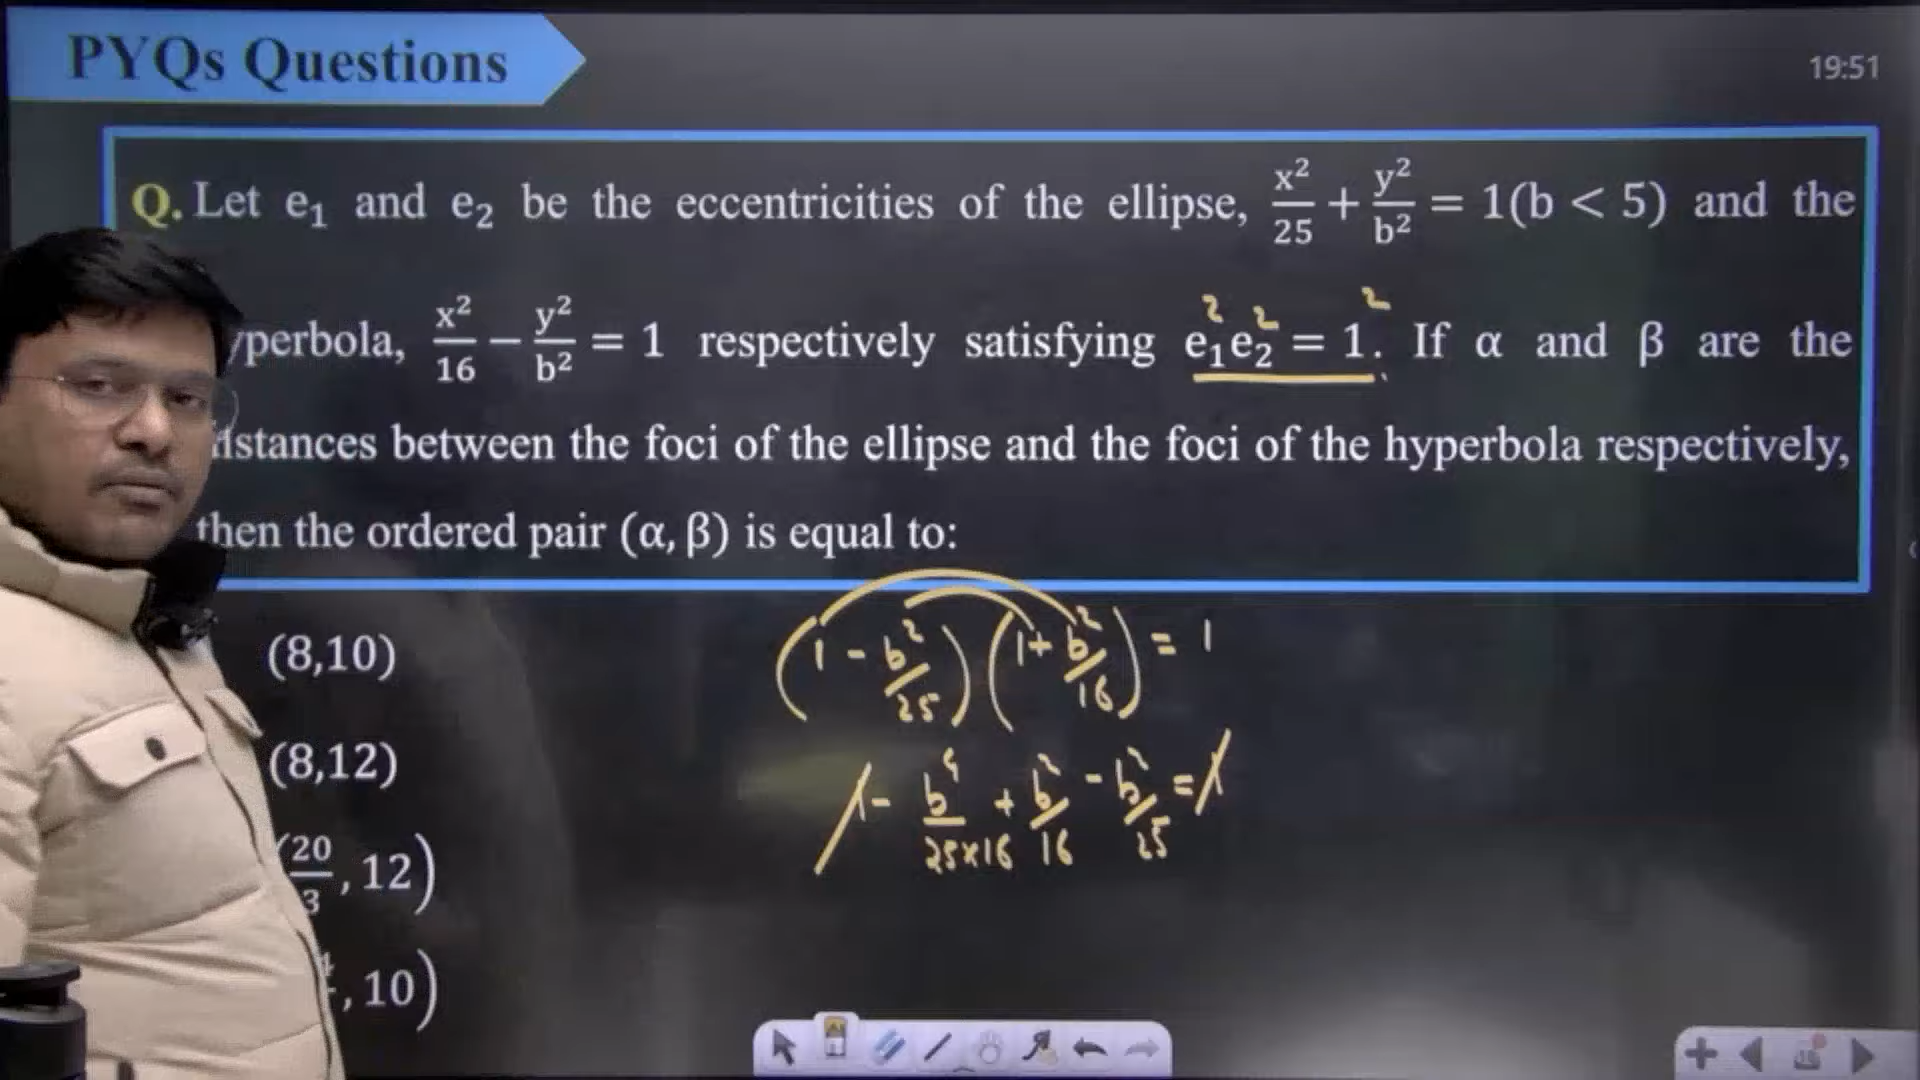 PYQs Questions
19:51
Q. Let e₁ and e₂ be the eccentricities of the ellipse, x²/25 + y²/b² = 1(b < 5) and the
yperbola, x²/16 − y²/b² = 1 respectively satisfying e₁²e₂² = 1². If α and β are the
istances between the foci of the ellipse and the foci of the hyperbola respectively,
then the ordered pair (α, β) is equal to:
(1 - b²/25)(1 + b²/16) = 1
(8,10)
(8,12)
1 - b⁴/25×16 + b²/16 - b²/25 = 1
(20/3, 12)
, 10)